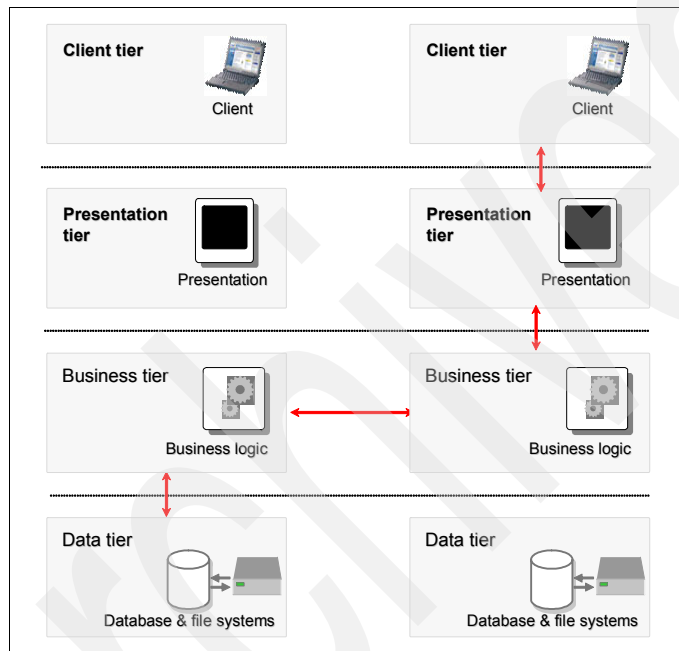 Client tier
Client
Client tier
Client
Presentation
tier
Presentation
Presentation
tier
Presentation
Business tier
Business logic
Business tier
Business logic
Data tier
Database & file systems
Data tier
Database & file systems